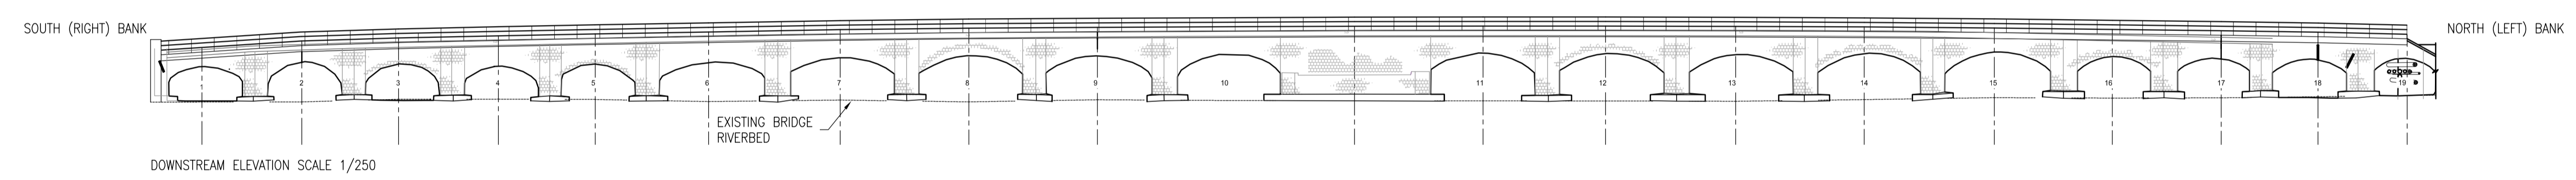 SOUTH (RIGHT) BANK
NORTH (LEFT) BANK
1 2 3 4 5 6 7 8 9 10 11 12 13 14 15 16 17 18 19
EXISTING BRIDGE
RIVERBED
DOWNSTREAM ELEVATION SCALE 1/250